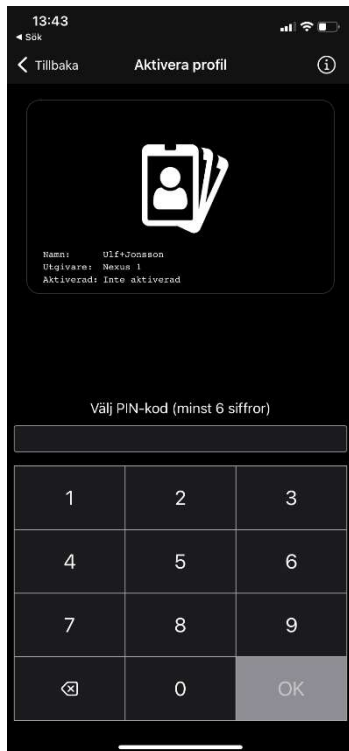 13:43
◀ Sök
Tillbaka Aktivera profil
Namn: Ulf+Jonsson
Utgivare: Nexus 1
Aktiverad: Inte aktiverad
Välj PIN-kod (minst 6 siffror)
1 2 3
4 5 6
7 8 9
0 OK